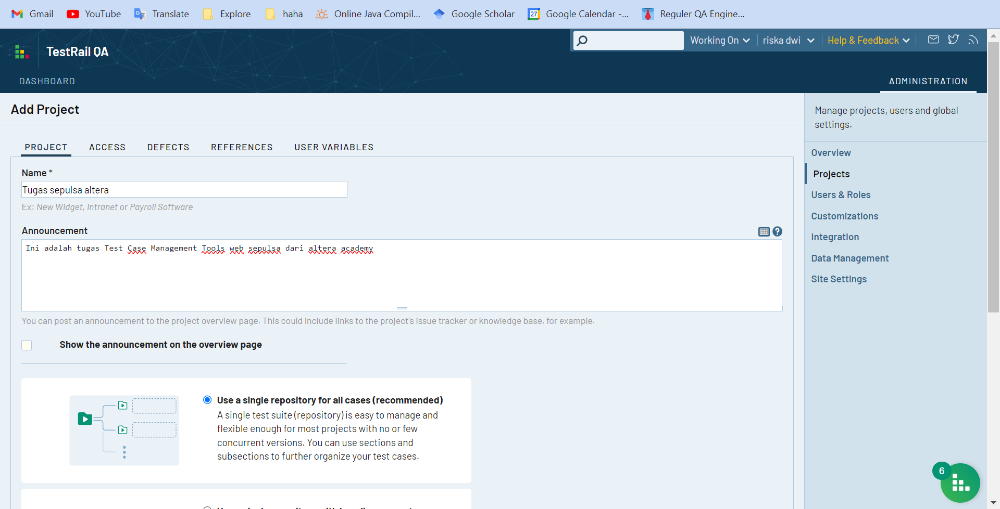 Gmail YouTube Translate Explore haha Online Java Compil... Google Scholar 27 Google Calendar -... Reguler QA Engine...
Working On riska dwi Help & Feedback
TestRail QA
DASHBOARD ADMINISTRATION
Add Project
Manage projects, users and global
settings.
PROJECT ACCESS DEFECTS REFERENCES USER VARIABLES
Overview
Projects
Users & Roles
Customizations
Integration
Data Management
Site Settings
Name *
Tugas sepulsa altera
Ex: New Widget, Intranet or Payroll Software
Announcement
Ini adalah tugas Test Case Management Tools web sepulsa dari altera academy
You can post an announcement to the project overview page. This could include links to the project's issue tracker or knowledge base, for example.
Show the announcement on the overview page
Use a single repository for all cases (recommended)
A single test suite (repository) is easy to manage and
flexible enough for most projects with no or few
concurrent versions. You can use sections and
subsections to further organize your test cases.
6